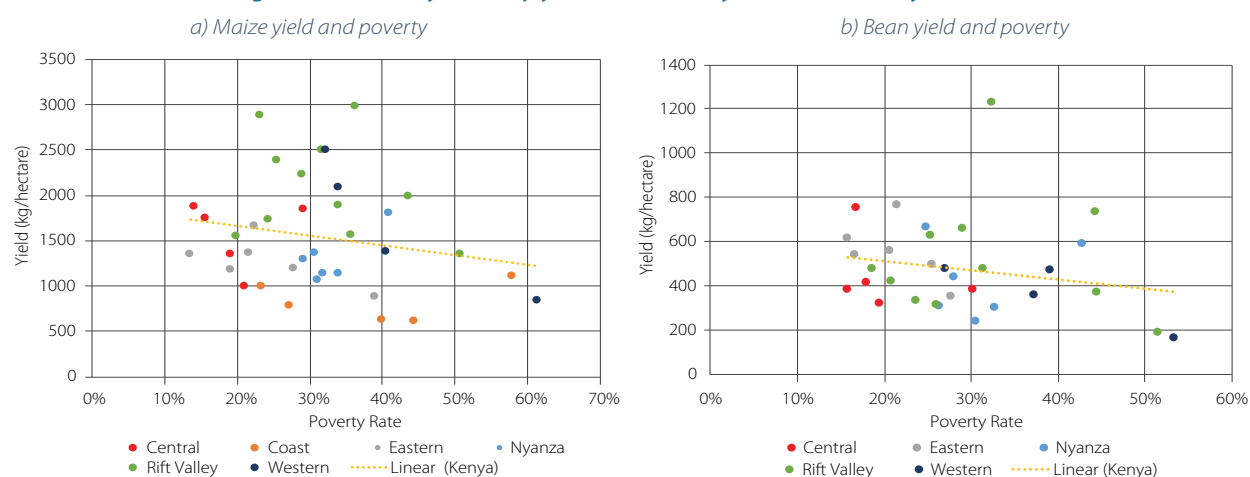 a) Maize yield and poverty
3500
3000
2500
2000
1500
1000
500
0
Yield (kg/hectare)
0% 10% 20% 30% 40% 50% 60% 70%
Poverty Rate
Central Coast Eastern Nyanza
Rift Valley Western Linear (Kenya)
b) Bean yield and poverty
1400
1200
1000
800
600
400
200
0
Yield (kg/hectare)
0% 10% 20% 30% 40% 50% 60%
Poverty Rate
Central Eastern Nyanza
Rift Valley Western Linear (Kenya)